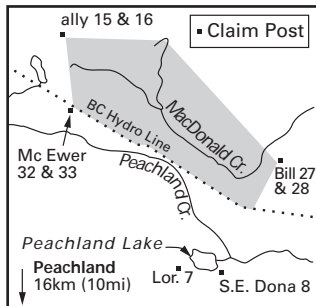 ally 15 & 16
Claim Post
MacDonald Cr.
BC Hydro Line
Mc Ewer
32 & 33
Peachland Cr.
Bill 27
& 28
Peachland Lake
Peachland
16km (10mi)
Lor. 7
S.E. Dona 8